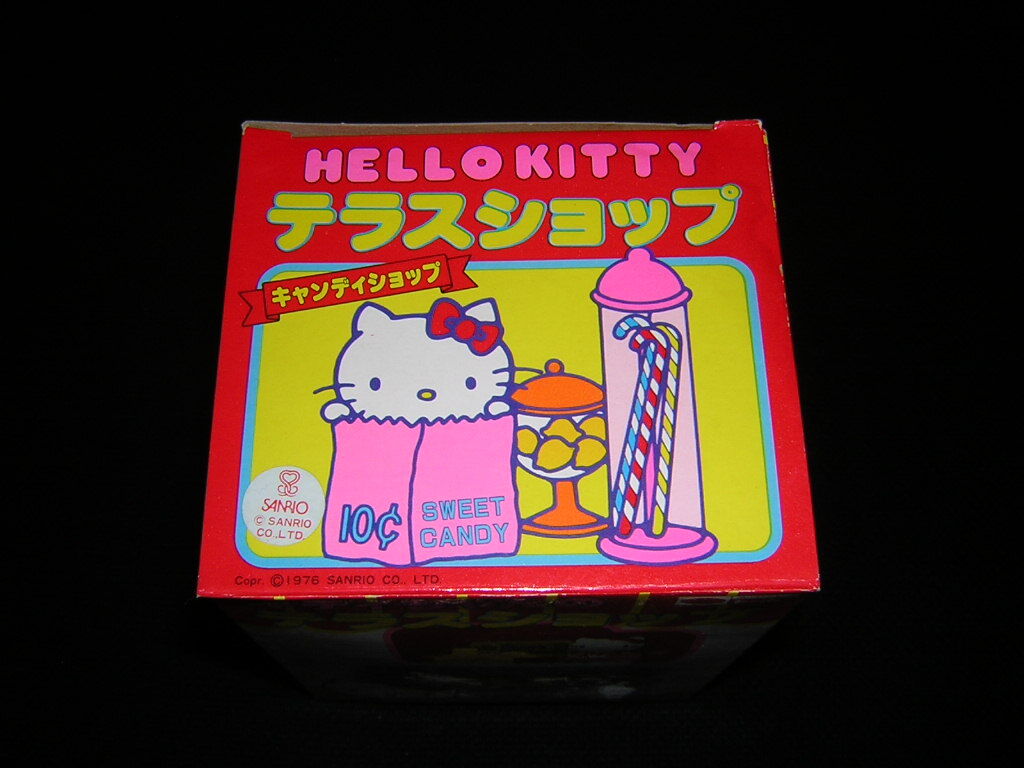 HELLO KITTY
テラスショップ
キャンディショップ
10¢
SWEET
CANDY
SANRIO
© SANRIO
CO.,LTD.
Copr. ©1976 SANRIO CO., LTD.